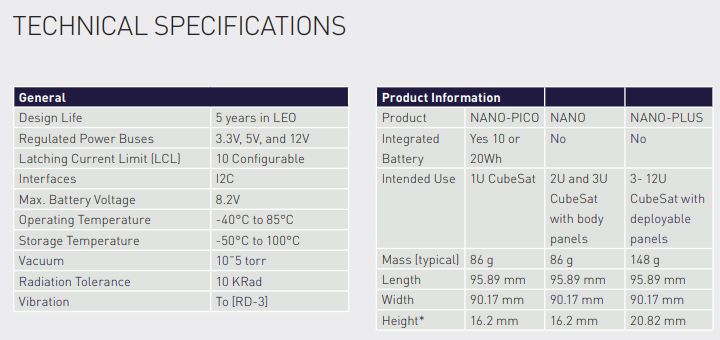 TECHNICAL SPECIFICATIONS
General
Design Life 5 years in LEO
Regulated Power Buses 3.3V, 5V, and 12V
Latching Current Limit (LCL) 10 Configurable
Interfaces I2C
Max. Battery Voltage 8.2V
Operating Temperature -40°C to 85°C
Storage Temperature -50°C to 100°C
Vacuum 10⁻5 torr
Radiation Tolerance 10 KRad
Vibration To [RD-3]
Product Information
Product NANO-PICO NANO NANO-PLUS
Integrated Yes 10 or No No
Battery 20Wh
Intended Use 1U CubeSat 2U and 3U 3- 12U
CubeSat CubeSat with
with body deployable
panels panels
Mass (typical) 86 g 86 g 148 g
Length 95.89 mm 95.89 mm 95.89 mm
Width 90.17 mm 90.17 mm 90.17 mm
Height* 16.2 mm 16.2 mm 20.82 mm